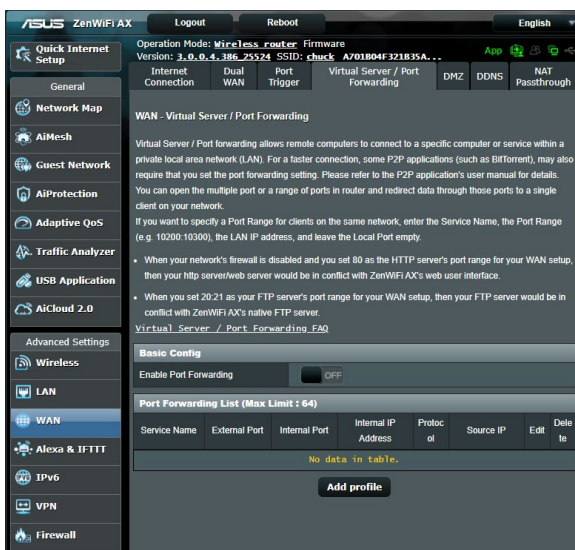 ASUS ZenWiFi AX
Logout
Reboot
English
Quick Internet
Setup
General
Network Map
AiMesh
Guest Network
AiProtection
Adaptive QoS
Traffic Analyzer
USB Application
AiCloud 2.0
Advanced Settings
Wireless
LAN
WAN
Alexa & IFTTT
IPv6
VPN
Firewall
Operation Mode: Wireless router Firmware
Version: 3.0.0.4.386_25524 SSID: chuck A701B04F321B35A...
App
Internet
Connection
Dual
WAN
Port
Trigger
Virtual Server / Port
Forwarding
DMZ
DDNS
NAT
Passthrough
WAN - Virtual Server / Port Forwarding
Virtual Server / Port forwarding allows remote computers to connect to a specific computer or service within a
private local area network (LAN). For a faster connection, some P2P applications (such as BitTorrent), may also
require that you set the port forwarding setting. Please refer to the P2P application's user manual for details.
You can open the multiple port or a range of ports in router and redirect data through those ports to a single
client on your network.
If you want to specify a Port Range for clients on the same network, enter the Service Name, the Port Range
(e.g. 10200:10300), the LAN IP address, and leave the Local Port empty.
• When your network's firewall is disabled and you set 80 as the HTTP server's port range for your WAN setup,
then your http server/web server would be in conflict with ZenWiFi AX's web user interface.
• When you set 20:21 as your FTP server's port range for your WAN setup, then your FTP server would be in
conflict with ZenWiFi AX's native FTP server.
Virtual Server / Port Forwarding FAQ
Basic Config
Enable Port Forwarding
OFF
Port Forwarding List (Max Limit : 64)
Service Name
External Port
Internal Port
Internal IP
Address
Protoc
ol
Source IP
Edit
Dele
te
No data in table.
Add profile